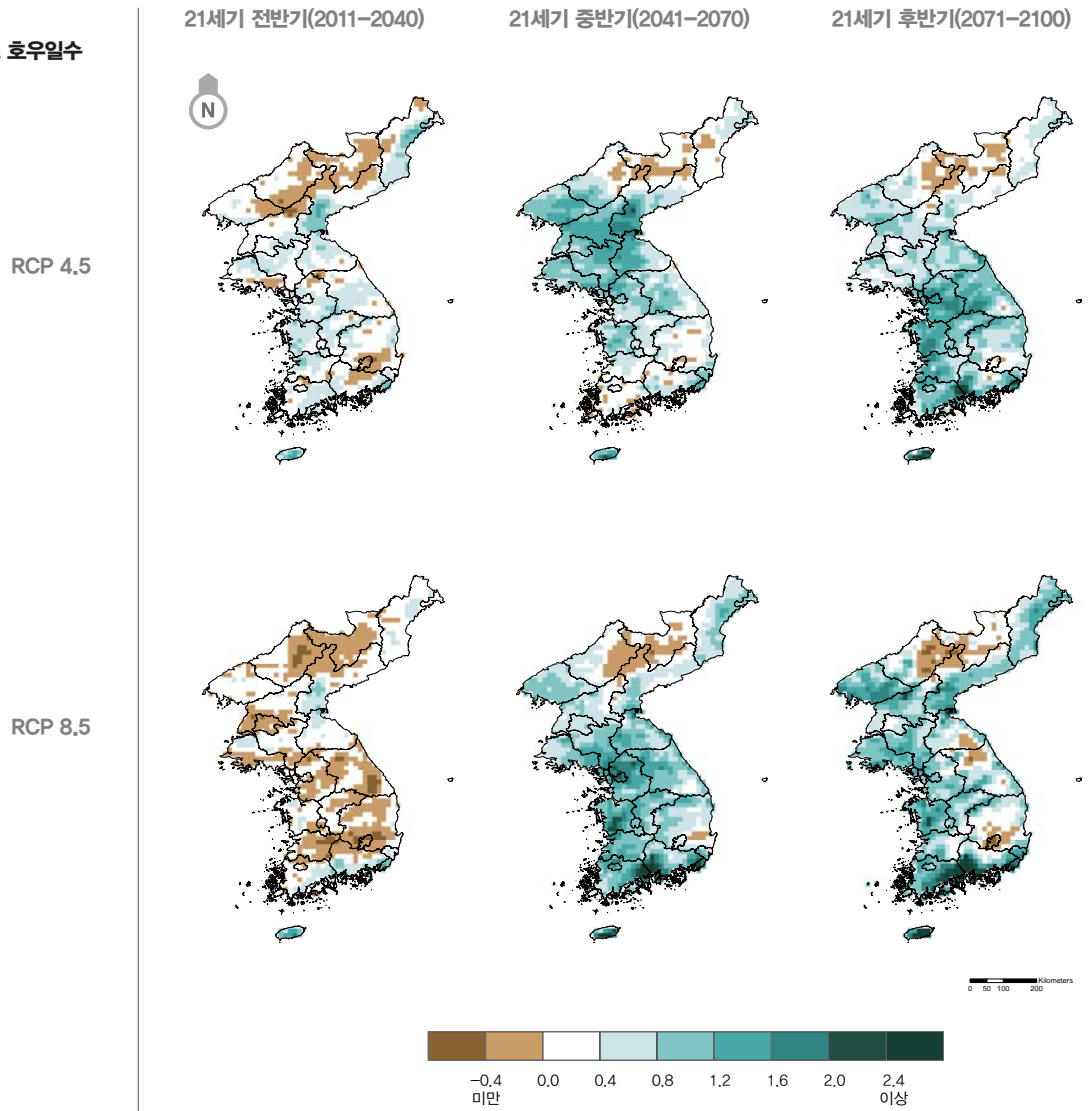 21세기 전반기(2011-2040) 21세기 중반기(2041-2070) 21세기 후반기(2071-2100)
호우일수
N
RCP 4.5
RCP 8.5
Kilometers
0 50 100 200
-0.4 0.0 0.4 0.8 1.2 1.6 2.0 2.4
미만 이상